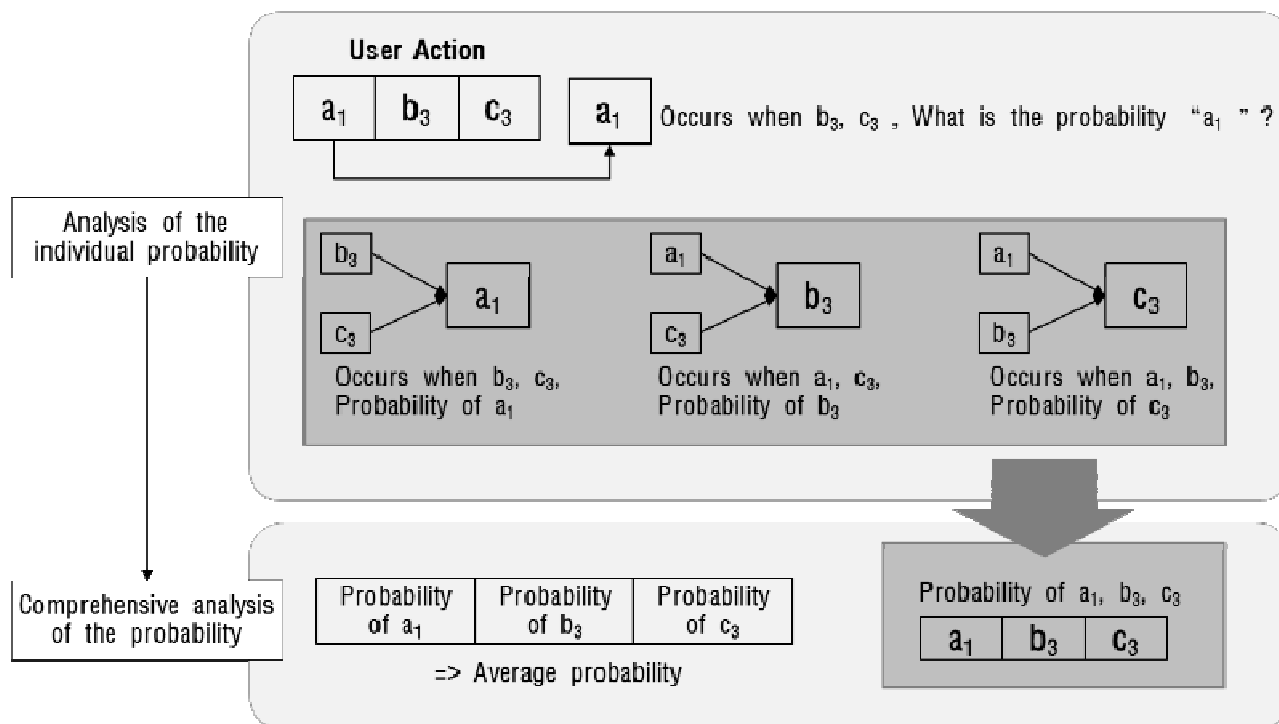 User Action
a₁ b₃ c₃ a₁ Occurs when b₃, c₃ , What is the probability “a₁ ” ?
Analysis of the
individual probability
b₃
c₃
a₁
Occurs when b₃, c₃,
Probability of a₁
a₁
c₃
b₃
Occurs when a₁, c₃,
Probability of b₃
a₁
b₃
c₃
Occurs when a₁, b₃,
Probability of c₃
Comprehensive analysis
of the probability
Probability
of a₁
Probability
of b₃
Probability
of c₃
=> Average probability
Probability of a₁, b₃, c₃
a₁ b₃ c₃